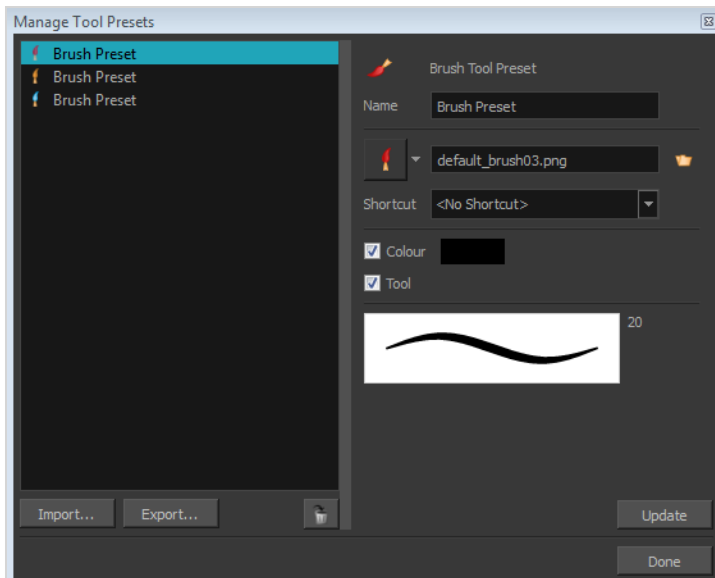 Manage Tool Presets
Brush Preset
Brush Preset
Brush Preset
Brush Tool Preset
Name Brush Preset
default_brush03.png
Shortcut <No Shortcut>
Colour
Tool
20
Import... Export...
Update
Done